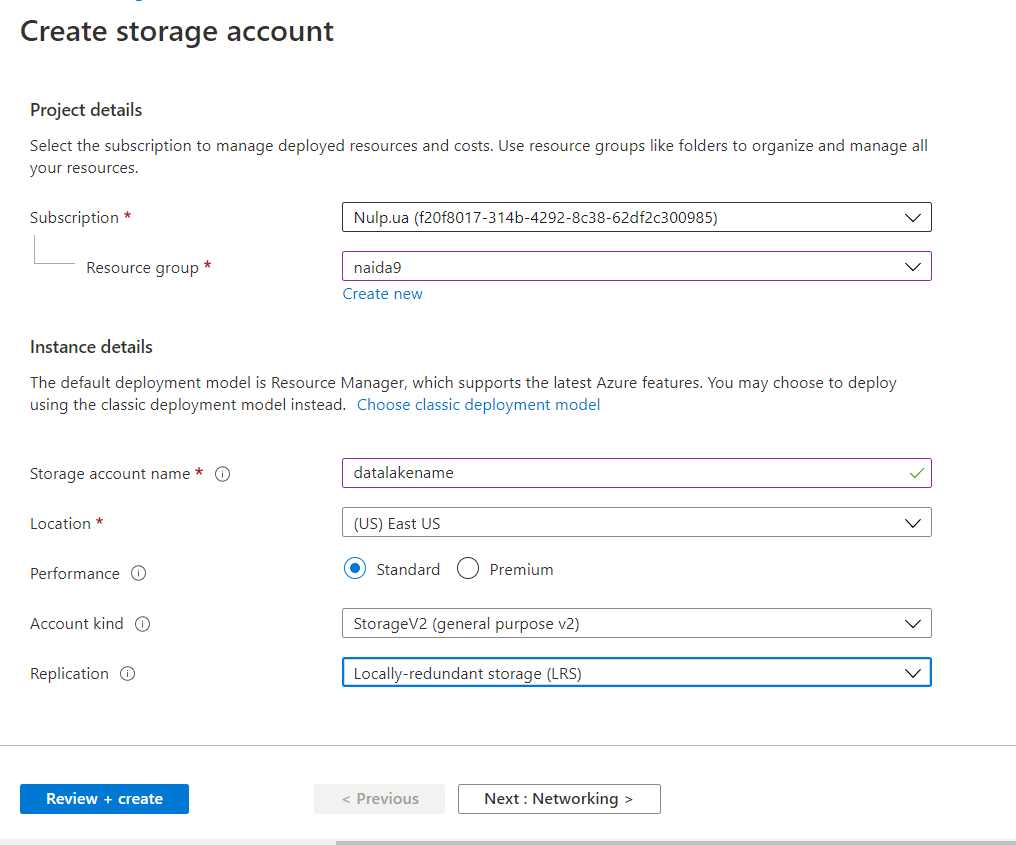 Create storage account
Project details
Select the subscription to manage deployed resources and costs. Use resource groups like folders to organize and manage all
your resources.
Subscription *
Nulp.ua (f20f8017-314b-4292-8c38-62df2c300985)
Resource group *
naida9
Create new
Instance details
The default deployment model is Resource Manager, which supports the latest Azure features. You may choose to deploy
using the classic deployment model instead. Choose classic deployment model
Storage account name *
datalakename
Location *
(US) East US
Performance
Standard
Premium
Account kind
StorageV2 (general purpose v2)
Replication
Locally-redundant storage (LRS)
Review + create
< Previous
Next : Networking >